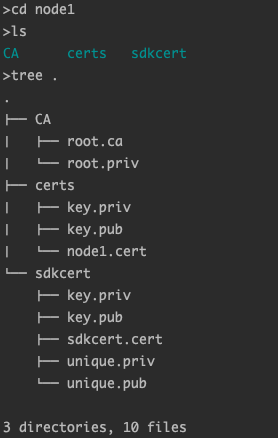 >cd node1
>ls
CA certs sdkcert
>tree .
.
├── CA
│   ├── root.ca
│   └── root.priv
├── certs
│   ├── key.priv
│   ├── key.pub
│   └── node1.cert
└── sdkcert
    ├── key.priv
    ├── key.pub
    ├── sdkcert.cert
    ├── unique.priv
    └── unique.pub
3 directories, 10 files